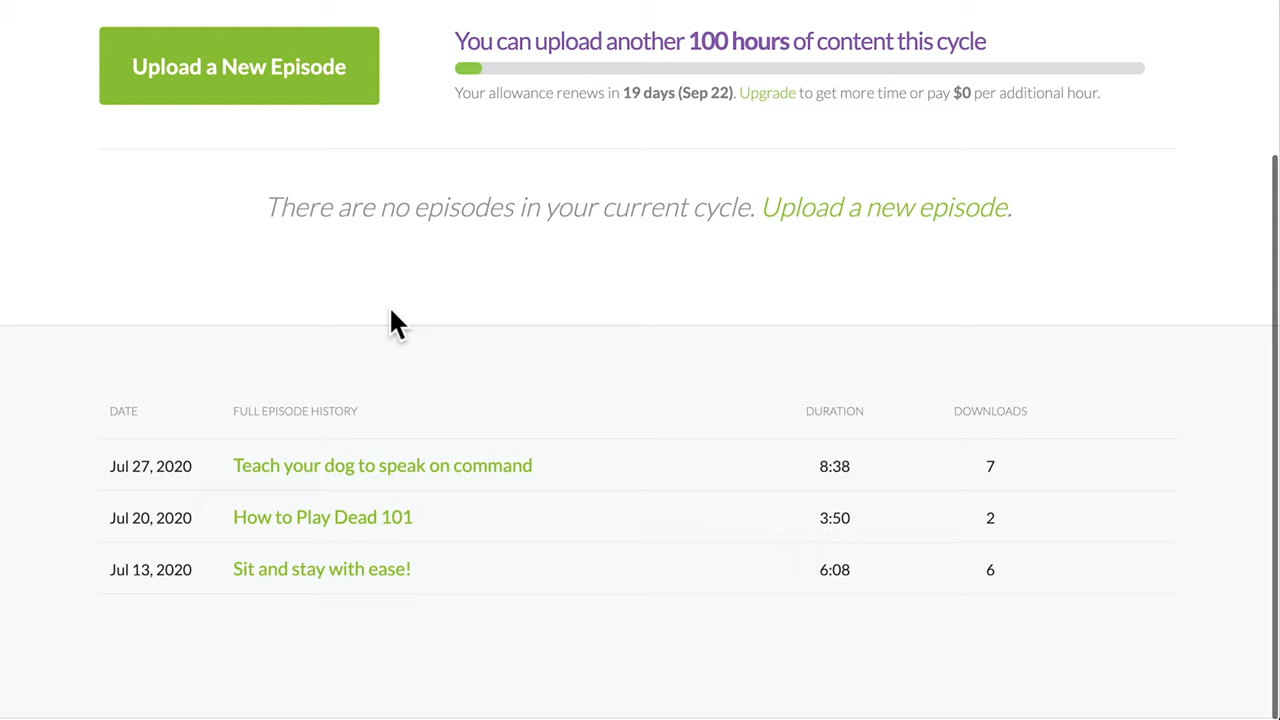 Upload a New Episode
You can upload another 100 hours of content this cycle
Your allowance renews in 19 days (Sep 22). Upgrade to get more time or pay $0 per additional hour.
There are no episodes in your current cycle. Upload a new episode.
DATE FULL EPISODE HISTORY DURATION DOWNLOADS
Jul 27, 2020 Teach your dog to speak on command 8:38 7
Jul 20, 2020 How to Play Dead 101 3:50 2
Jul 13, 2020 Sit and stay with ease! 6:08 6